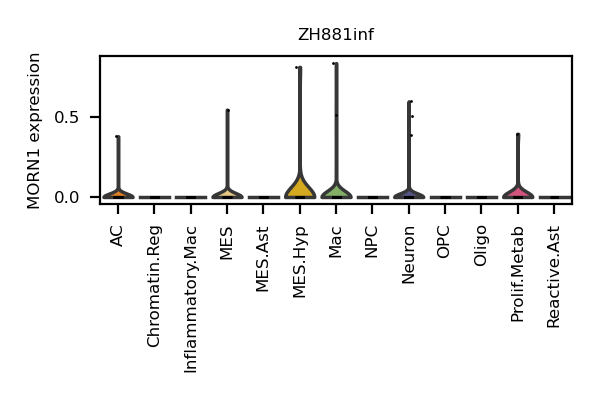 ZH881inf
MORN1 expression
0.5
0.0
AC
Chromatin.Reg
Inflammatory.Mac
MES
MES.Ast
MES.Hyp
Mac
NPC
Neuron
OPC
Oligo
Prolif.Metab
Reactive.Ast